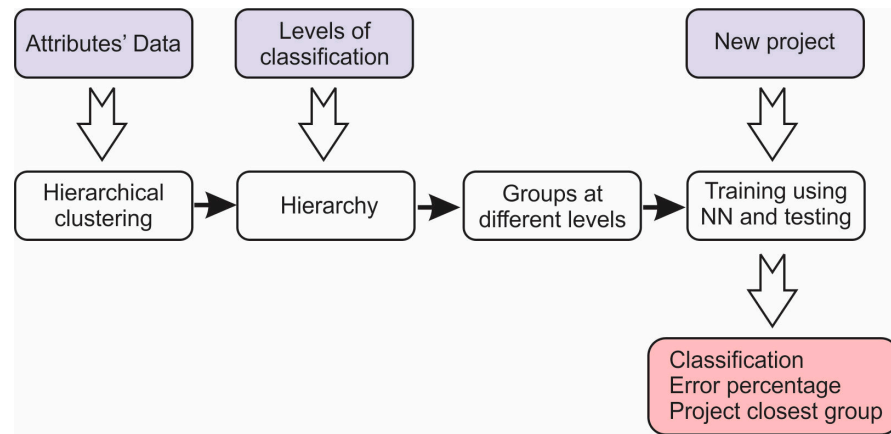 Attributes' Data
Levels of
classification
New project
Hierarchical
clustering
Hierarchy
Groups at
different levels
Training using
NN and testing
Classification
Error percentage
Project closest group